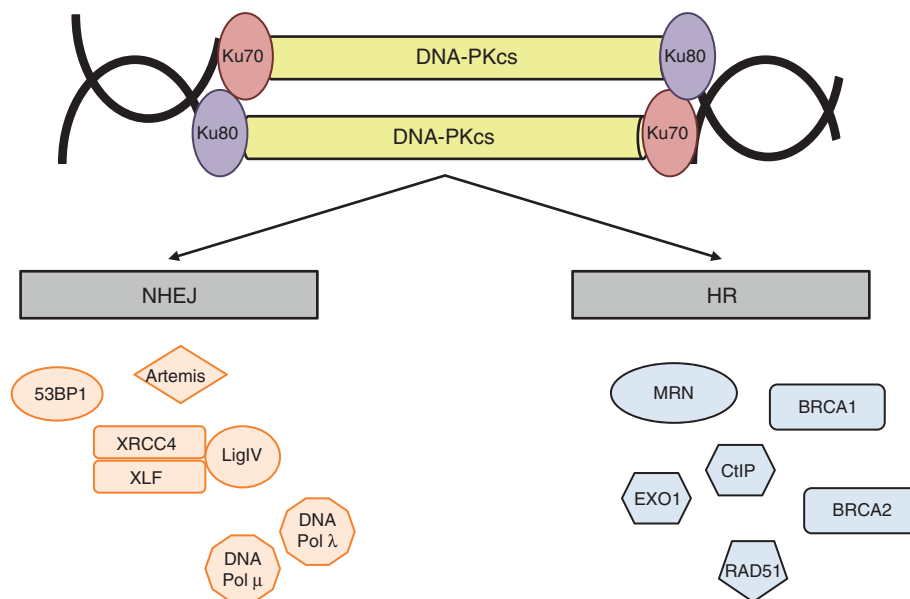 Ku70
DNA-PKcs
Ku80
Ku80
DNA-PKcs
Ku70
NHEJ
HR
53BP1
Artemis
XRCC4
XLF
LigIV
DNA
Pol λ
DNA
Pol μ
MRN
BRCA1
CtIP
EXO1
BRCA2
RAD51